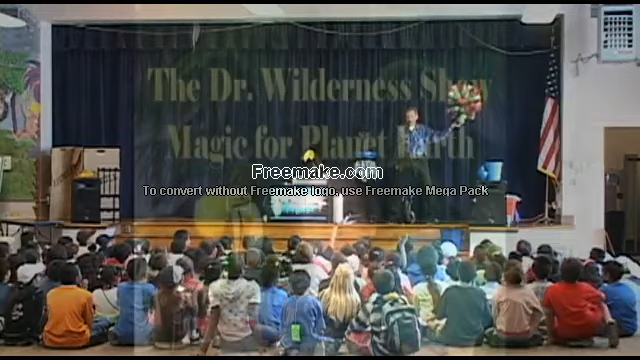 The Dr. Wilderness Show
Magic for Planet Earth
Freemake.com
To convert without Freemake logo, use Freemake Mega Pack